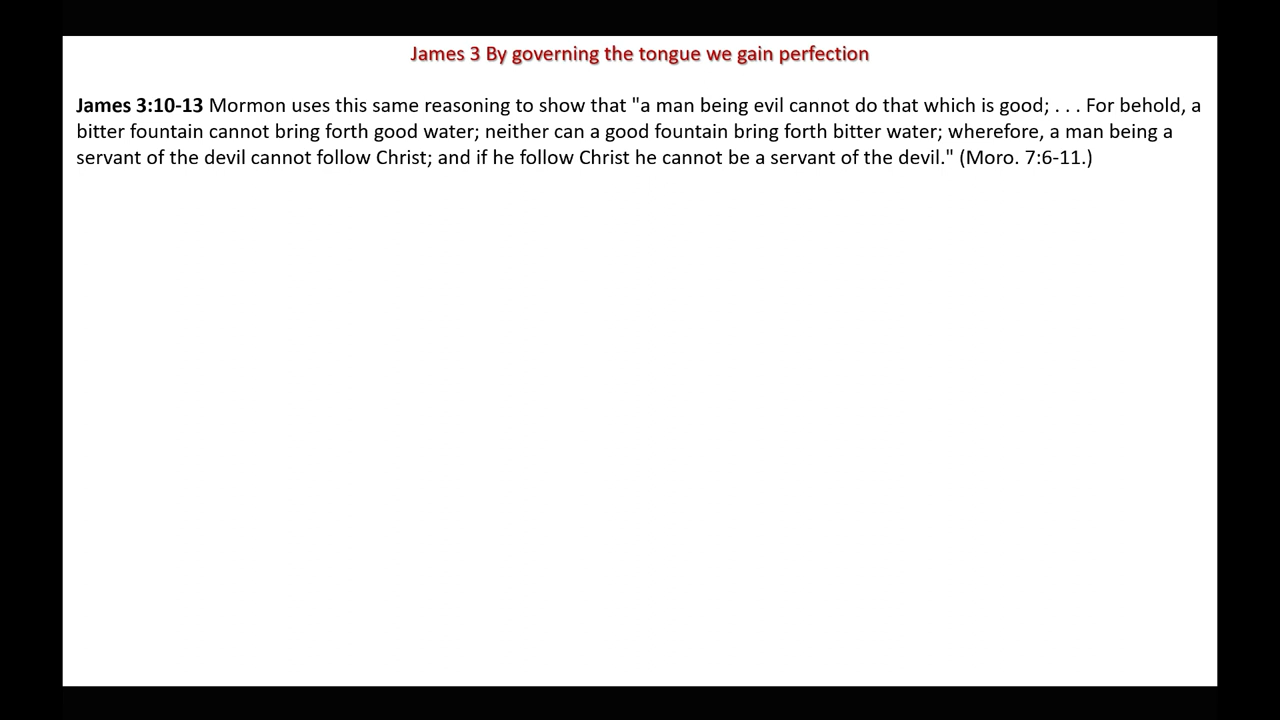 James 3 By governing the tongue we gain perfection
James 3:10-13 Mormon uses this same reasoning to show that "a man being evil cannot do that which is good; . . . For behold, a
bitter fountain cannot bring forth good water; neither can a good fountain bring forth bitter water; wherefore, a man being a
servant of the devil cannot follow Christ; and if he follow Christ he cannot be a servant of the devil." (Moro. 7:6-11.)